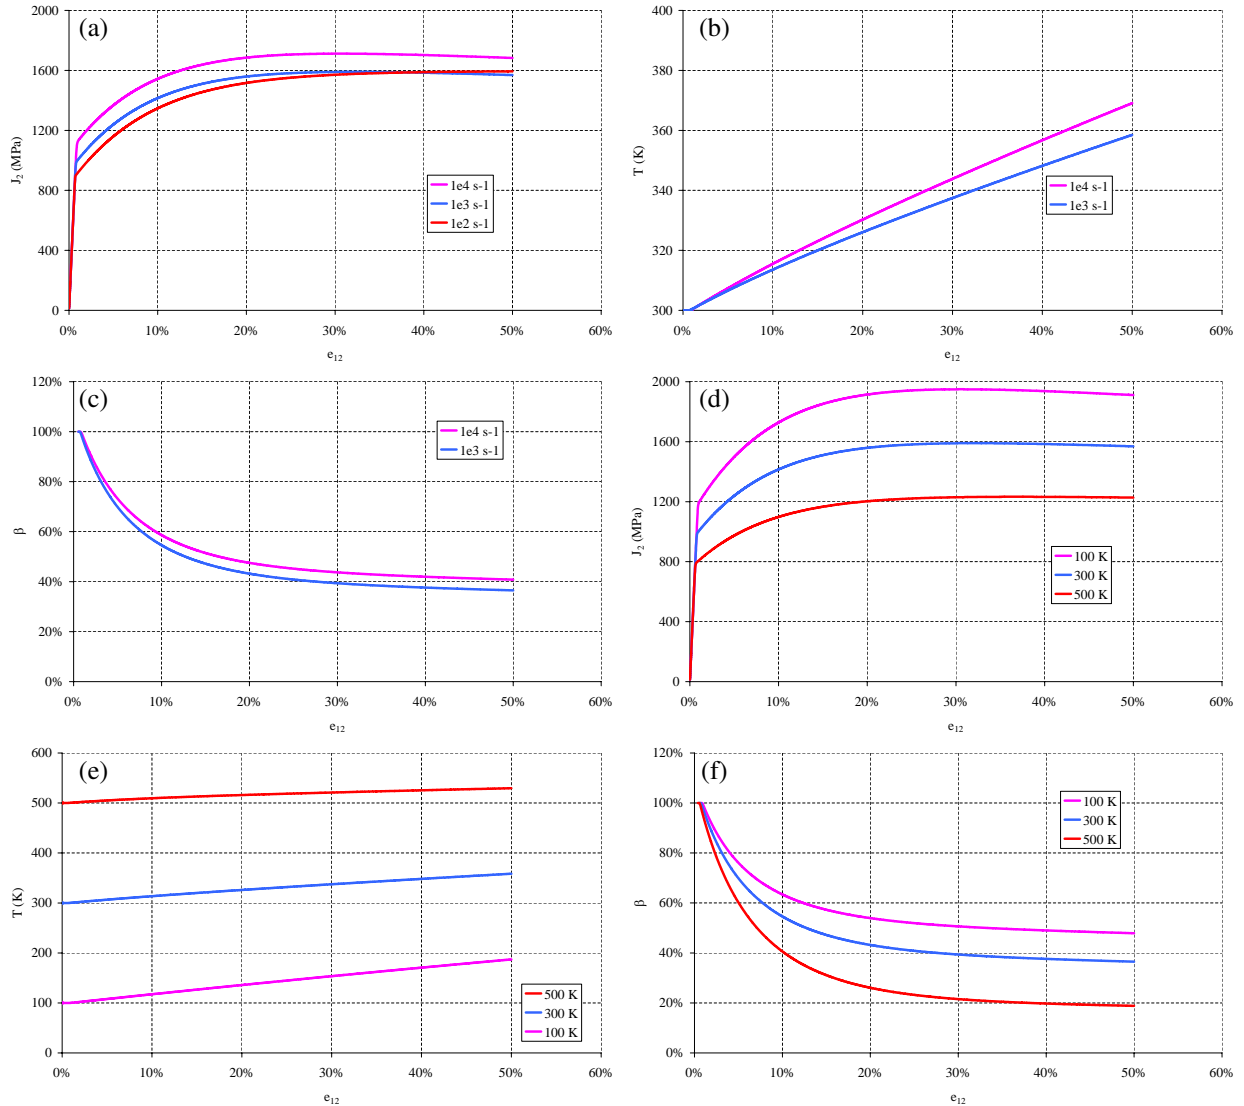 (a)
2000
1600
1200
800
400
0
J2 (MPa)
1e4 s-1
1e3 s-1
1e2 s-1
0% 10% 20% 30% 40% 50% 60%
e12
(b)
400
380
360
340
320
300
T (K)
1e4 s-1
1e3 s-1
0% 10% 20% 30% 40% 50% 60%
e12
(c)
120%
100%
80%
60%
40%
20%
0%
β
1e4 s-1
1e3 s-1
0% 10% 20% 30% 40% 50% 60%
e12
(d)
2000
1600
1200
800
400
0
J2 (MPa)
100 K
300 K
500 K
0% 10% 20% 30% 40% 50% 60%
e12
(e)
600
500
400
300
200
100
0
T (K)
500 K
300 K
100 K
0% 10% 20% 30% 40% 50% 60%
e12
(f)
120%
100%
80%
60%
40%
20%
0%
β
100 K
300 K
500 K
0% 10% 20% 30% 40% 50% 60%
e12